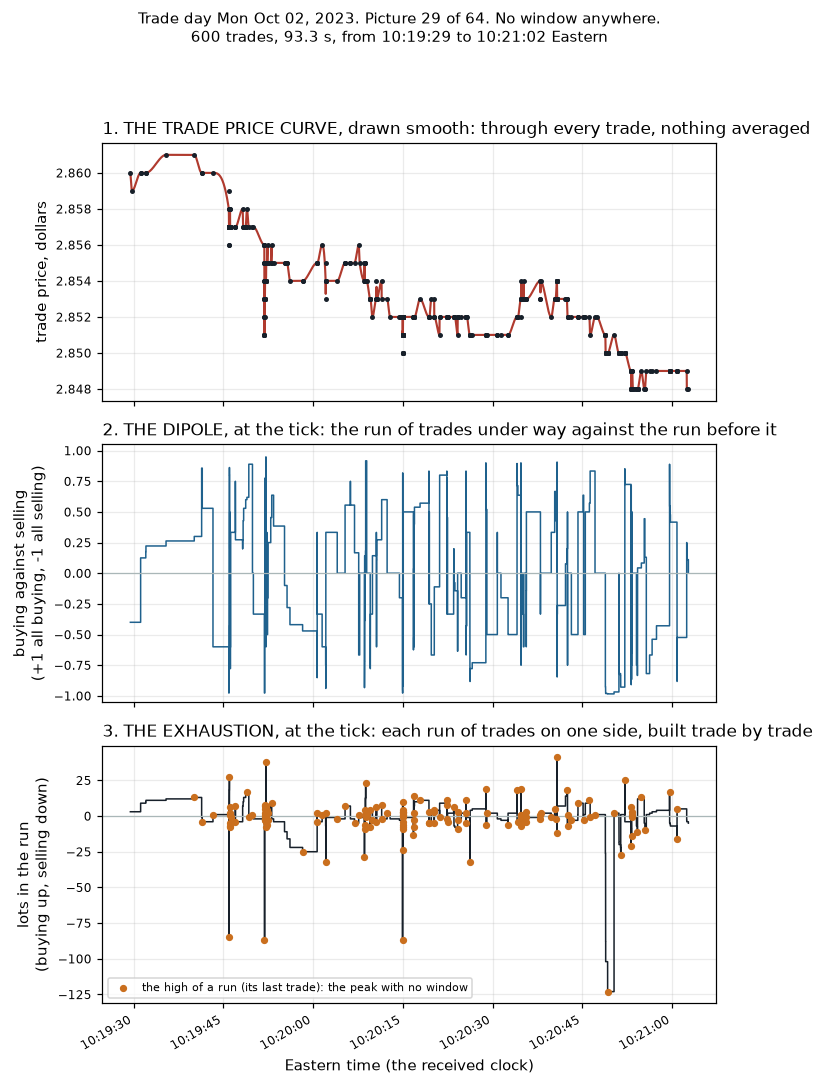 Trade day Mon Oct 02, 2023. Picture 29 of 64. No window anywhere.
600 trades, 93.3 s, from 10:19:29 to 10:21:02 Eastern
1. THE TRADE PRICE CURVE, drawn smooth: through every trade, nothing averaged
trade price, dollars
2.860
2.858
2.856
2.854
2.852
2.850
2.848
2. THE DIPOLE, at the tick: the run of trades under way against the run before it
buying against selling
(+1 all buying, -1 all selling)
1.00
0.75
0.50
0.25
0.00
−0.25
−0.50
−0.75
−1.00
3. THE EXHAUSTION, at the tick: each run of trades on one side, built trade by trade
lots in the run
(buying up, selling down)
25
0
−25
−50
−75
−100
−125
the high of a run (its last trade): the peak with no window
10:19:30
10:19:45
10:20:00
10:20:15
10:20:30
10:20:45
10:21:00
Eastern time (the received clock)